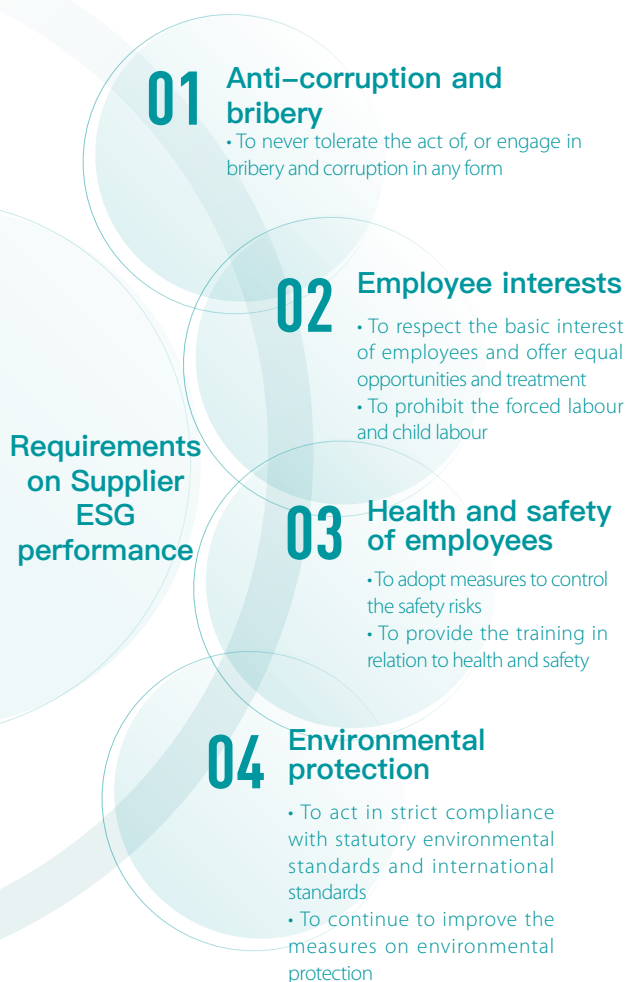 Requirements
on Supplier
ESG
performance
01
Anti–corruption and
bribery
• To never tolerate the act of, or engage in
bribery and corruption in any form
02
Employee interests
• To respect the basic interest
of employees and offer equal
opportunities and treatment
• To prohibit the forced labour
and child labour
03
Health and safety
of employees
• To adopt measures to control
the safety risks
• To provide the training in
relation to health and safety
04
Environmental
protection
• To act in strict compliance
with statutory environmental
standards and international
standards
• To continue to improve the
measures on environmental
protection